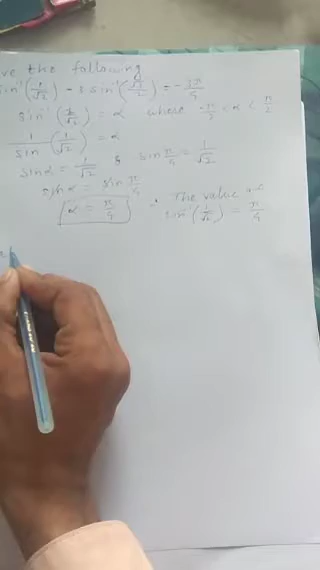 ve the following
sin⁻¹(1/√2) - 3 sin⁻¹(√3/2) = -3π/4
sin⁻¹(1/√2) = α where -π/2 < α < π/2
1/sin (1/√2) = α
sin α = 1/√2 & sin π/4 = 1/√2
sin α = sin π/4
α = π/4 ∴ The value of
sin⁻¹(1/√2) = π/4